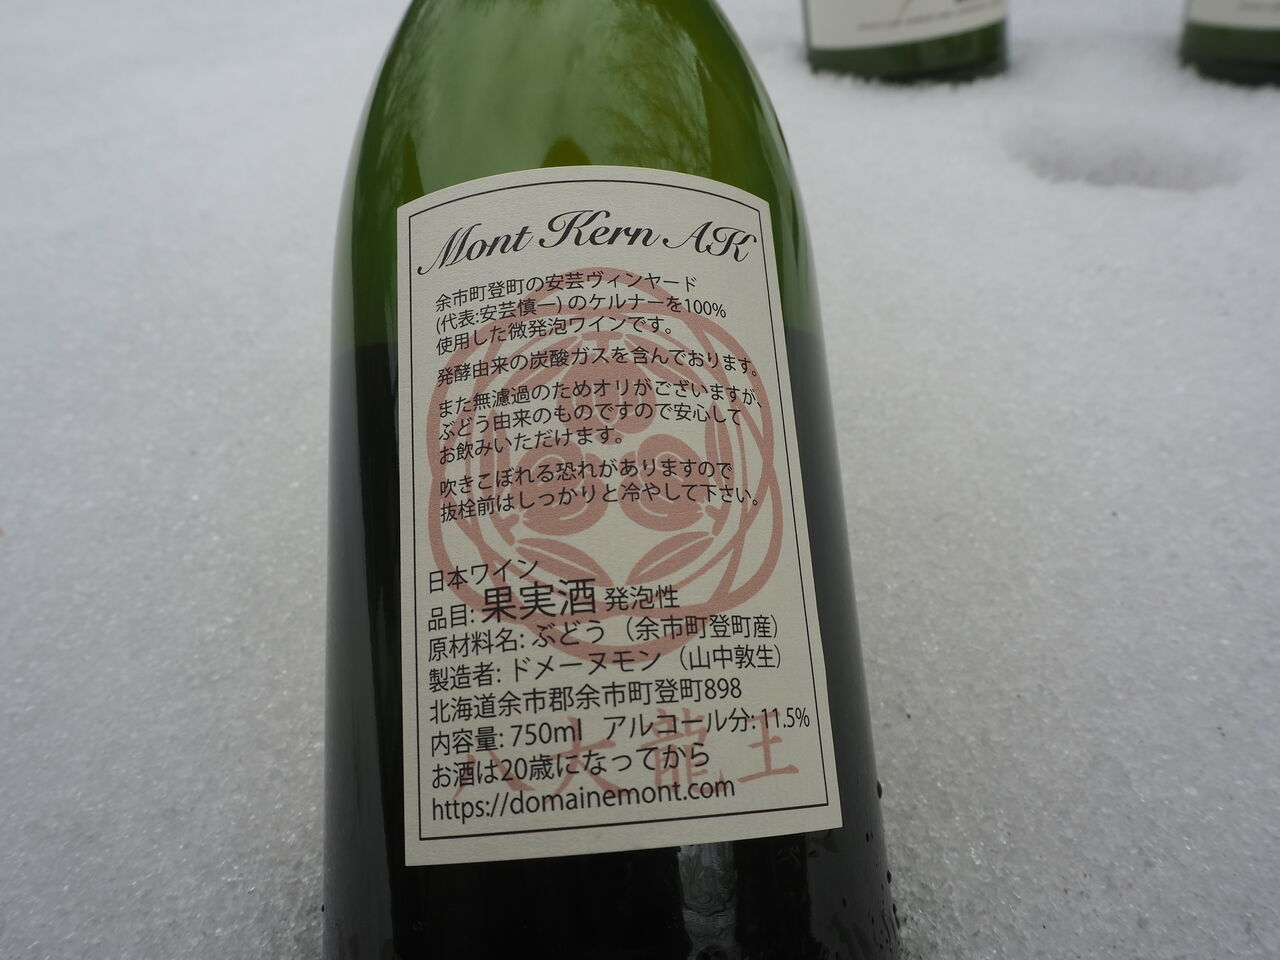 Mont Kern AK
余市町登町の安芸ヴィンヤード
(代表:安芸慎一) のケルナーを100%
使用した微発泡ワインです。
発酵由来の炭酸ガスを含んでおります。
また無濾過のためオリがございますが、
ぶどう由来のものですので安心して
お飲みいただけます。
吹きこぼれる恐れがありますので
抜栓前はしっかりと冷やして下さい。
日本ワイン
品目: 果実酒 発泡性
原材料名: ぶどう（余市町登町産）
製造者: ドメーヌモン（山中敦生）
北海道余市郡余市町登町898
内容量: 750ml アルコール分: 11.5%
お酒は20歳になってから
https://domainemont.com
八大龍王